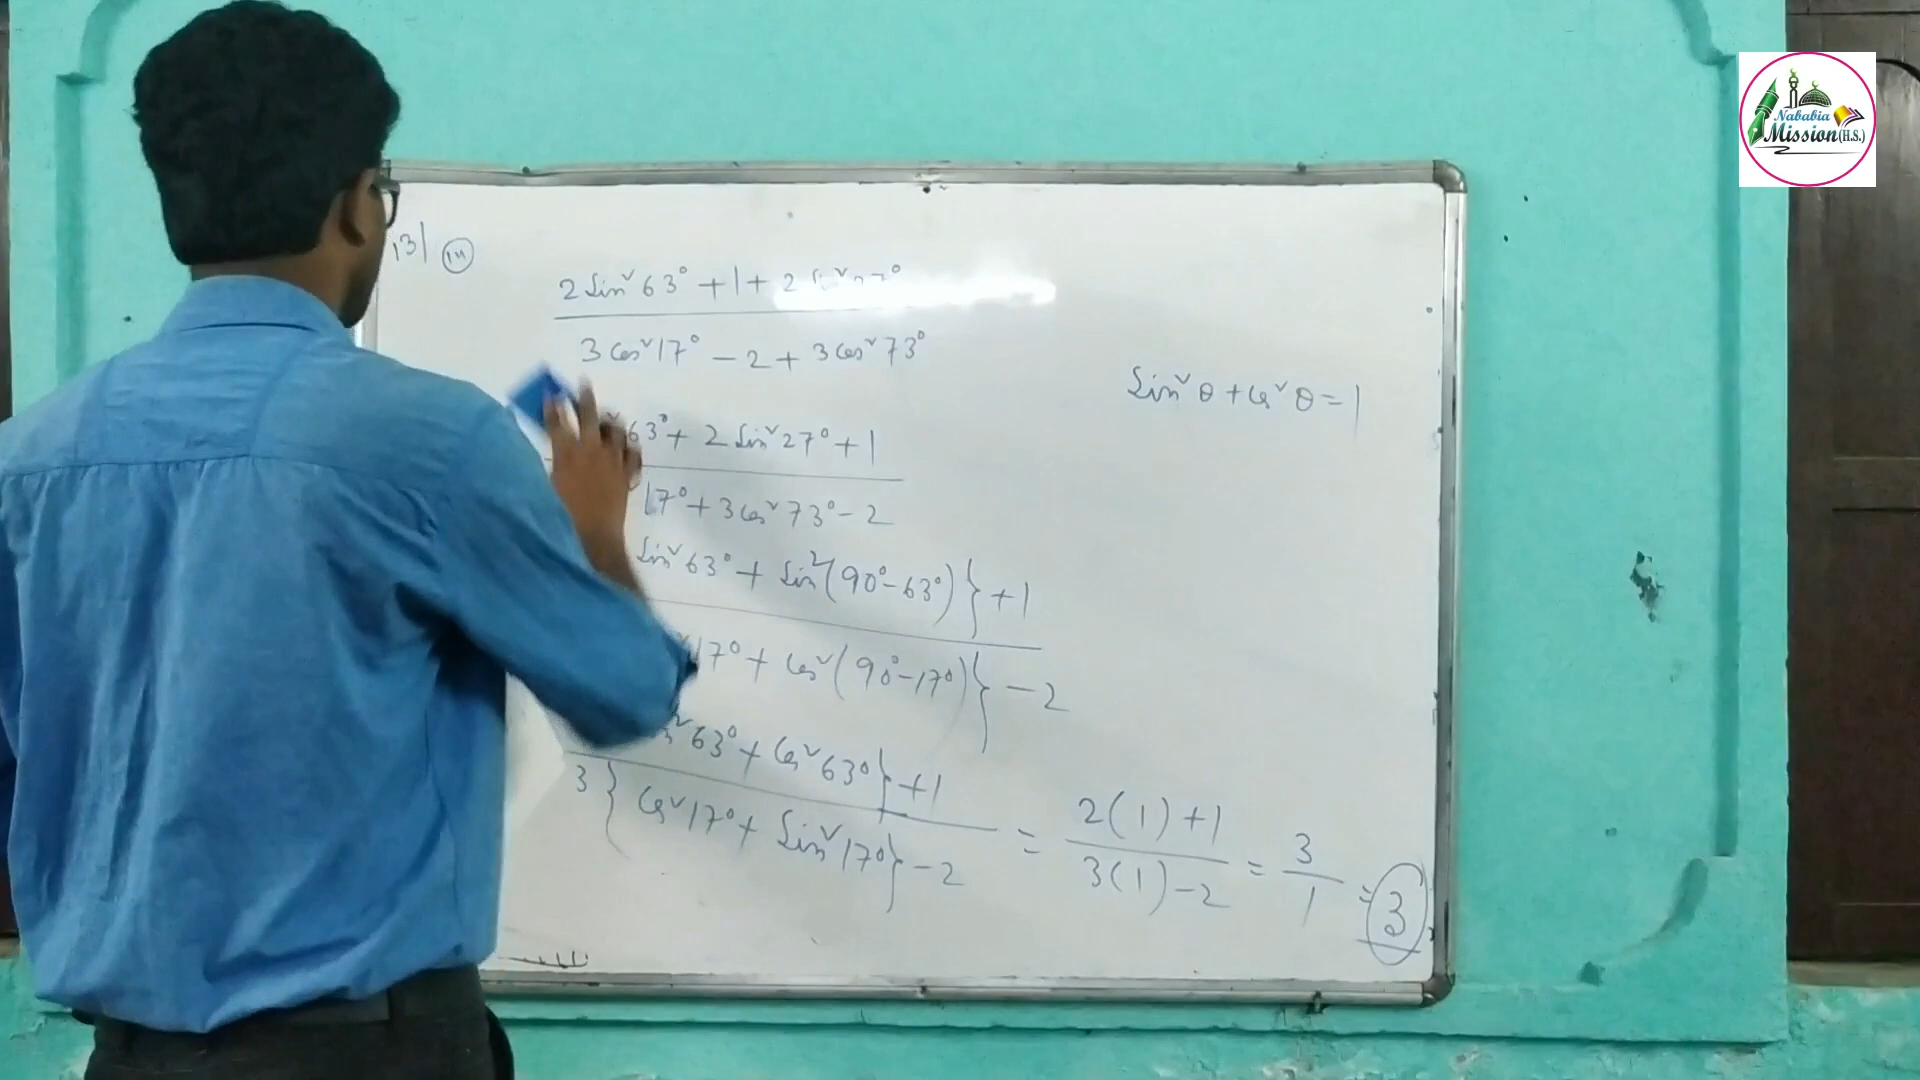 13| (iii)
2 Sin² 63° + 1 + 2
3 Cos² 17° - 2 + 3 Cos² 73°
Sin² θ + Cos² θ = 1
² 63° + 2 Sin² 27° + 1
17° + 3 Cos² 73° - 2
Sin² 63° + Sin² (90° - 63°) } + 1
17° + Cos² (90° - 17°) } - 2
² 63° + Cos² 63° } + 1
3 { Cos² 17° + Sin² 17° } - 2
= 2(1) + 1 / 3(1) - 2 = 3 / 1 = 3
Nababia
Mission (H.S.)